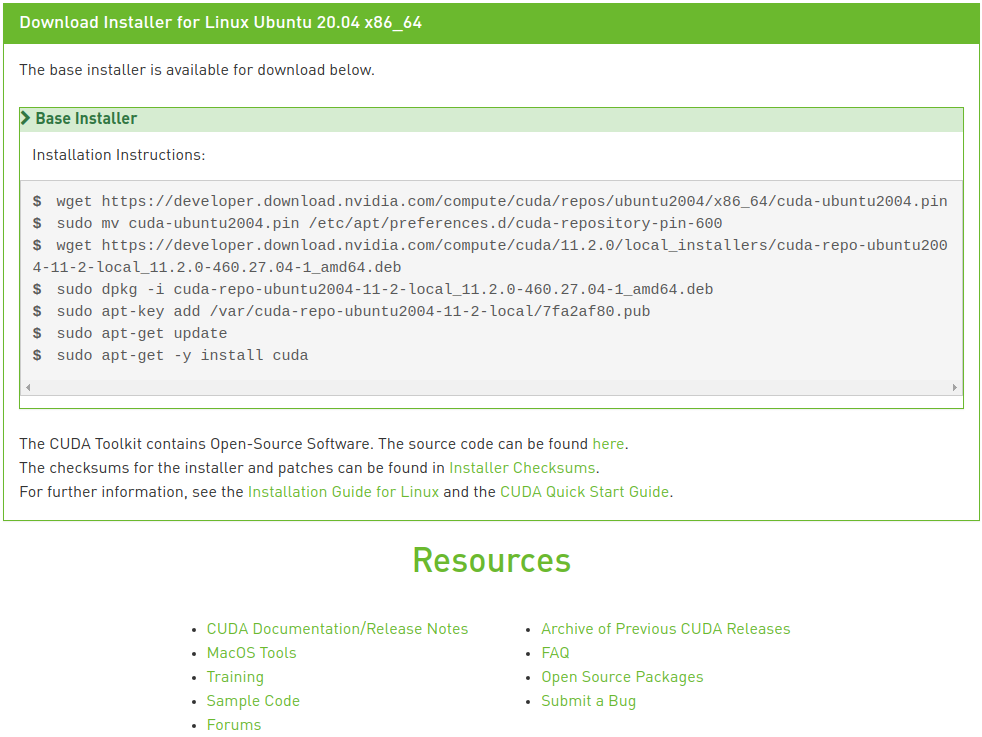 Download Installer for Linux Ubuntu 20.04 x86_64
The base installer is available for download below.
Base Installer
Installation Instructions:
$ wget https://developer.download.nvidia.com/compute/cuda/repos/ubuntu2004/x86_64/cuda-ubuntu2004.pin
$ sudo mv cuda-ubuntu2004.pin /etc/apt/preferences.d/cuda-repository-pin-600
$ wget https://developer.download.nvidia.com/compute/cuda/11.2.0/local_installers/cuda-repo-ubuntu200
4-11-2-local_11.2.0-460.27.04-1_amd64.deb
$ sudo dpkg -i cuda-repo-ubuntu2004-11-2-local_11.2.0-460.27.04-1_amd64.deb
$ sudo apt-key add /var/cuda-repo-ubuntu2004-11-2-local/7fa2af80.pub
$ sudo apt-get update
$ sudo apt-get -y install cuda
The CUDA Toolkit contains Open-Source Software. The source code can be found here.
The checksums for the installer and patches can be found in Installer Checksums.
For further information, see the Installation Guide for Linux and the CUDA Quick Start Guide.
Resources
CUDA Documentation/Release Notes
MacOS Tools
Training
Sample Code
Forums
Archive of Previous CUDA Releases
FAQ
Open Source Packages
Submit a Bug